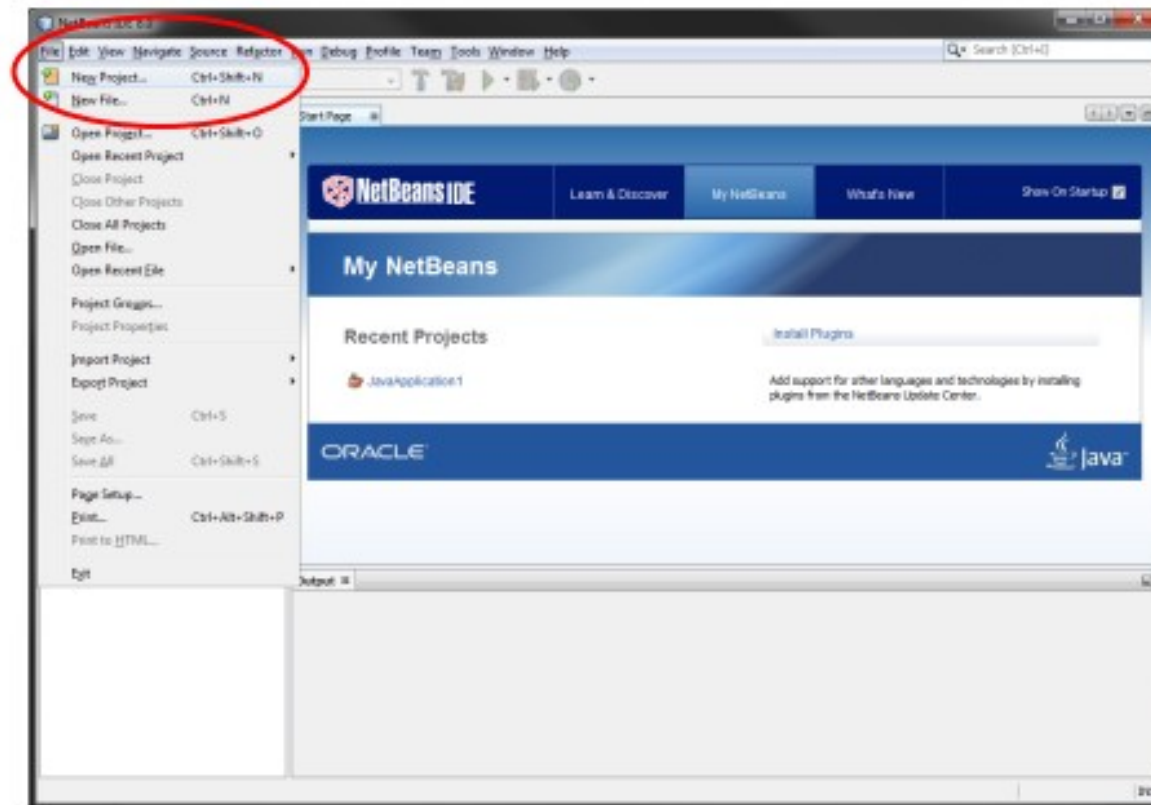 NetBeans IDE
File Edit View Navigate Source Refactor Debug Profile Team Tools Window Help
Search (Ctrl+I)
New Project... Ctrl+Shift+N
New File... Ctrl+N
Open Project... Ctrl+Shift+O
Open Recent Project
Close Project
Close Other Projects
Close All Projects
Open File...
Open Recent File
Project Groups...
Project Properties
Import Project
Export Project
Save Ctrl+S
Save As...
Save All Ctrl+Shift+S
Page Setup...
Print... Ctrl+Alt+Shift+P
Print to HTML...
Exit
Start Page
NetBeans IDE
Learn & Discover
My NetBeans
What's New
Show On Startup
My NetBeans
Recent Projects
JavaApplication1
Install Plugins
Add support for other languages and technologies by installing
plugins from the NetBeans Update Center.
ORACLE
Java
Output